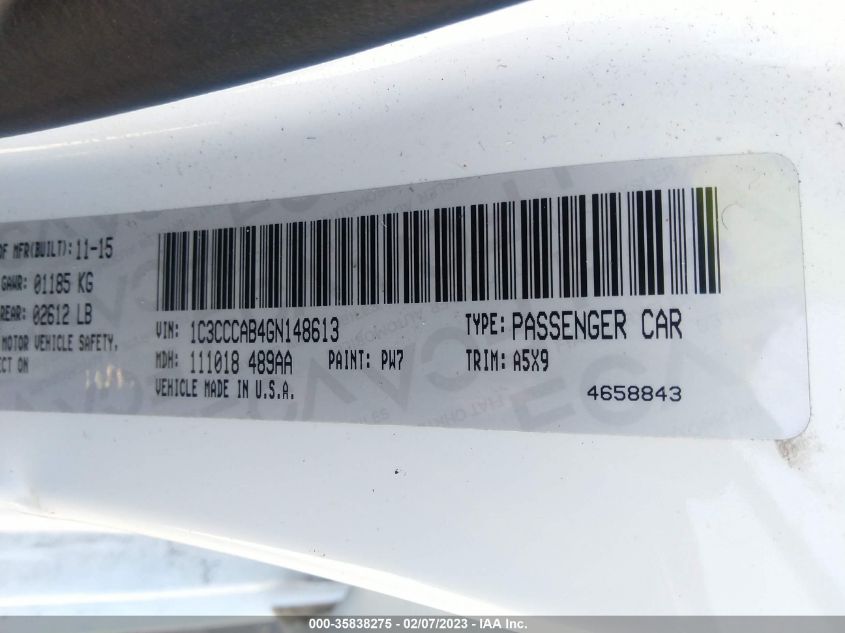 OF MFR(BUILT): 11-15
GAWR: 01185 KG
REAR: 02612 LB
MOTOR VEHICLE SAFETY,
ECT ON
VIN: 1C3CCCAB4GN148613
TYPE: PASSENGER CAR
MDH: 111018 489AA
PAINT: PW7
TRIM: A5X9
VEHICLE MADE IN U.S.A.
4658843
000-35838275 - 02/07/2023 - IAA Inc.